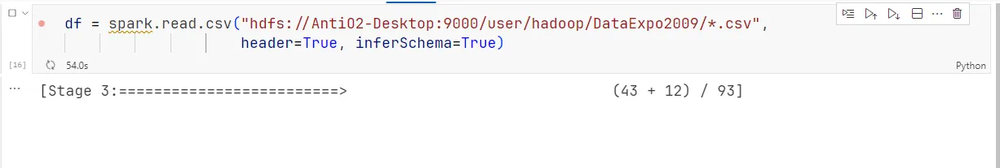 df = spark.read.csv("hdfs://AntiO2-Desktop:9000/user/hadoop/DataExpo2009/*.csv",
header=True, inferSchema=True)
[16] 54.0s Python
[Stage 3:=========================> (43 + 12) / 93]